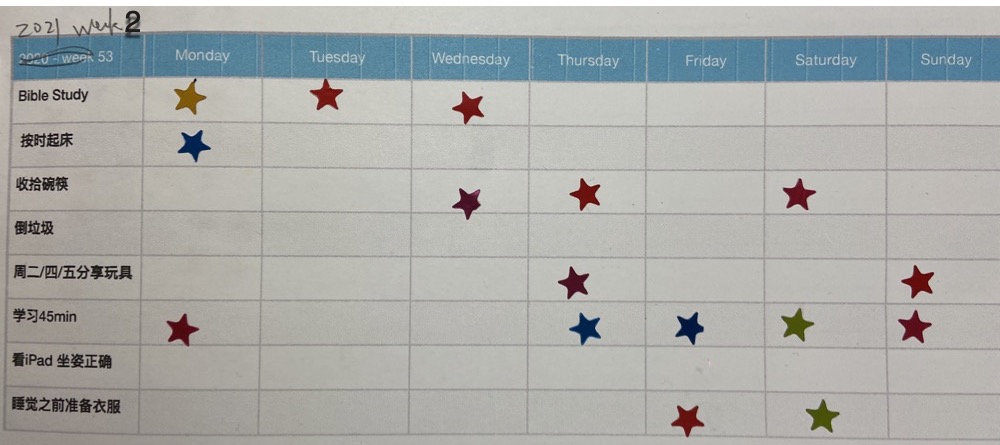 2021 week 2
2020 - week 53 Monday Tuesday Wednesday Thursday Friday Saturday Sunday
Bible Study
按时起床
收拾碗筷
倒垃圾
周二/四/五分享玩具
学习45min
看iPad 坐姿正确
睡觉之前准备衣服